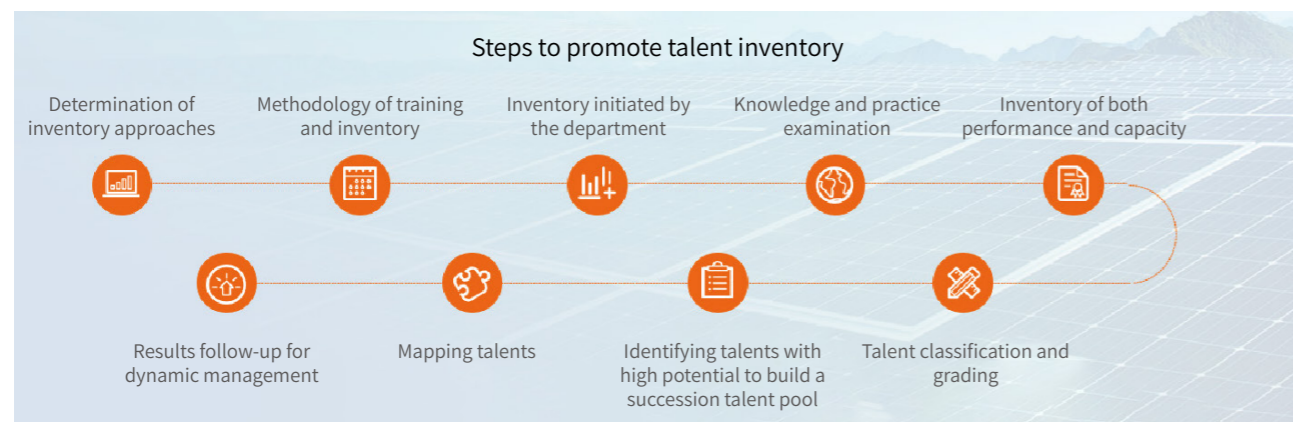 Steps to promote talent inventory
Determination of
inventory approaches
Methodology of training
and inventory
Inventory initiated by
the department
Knowledge and practice
examination
Inventory of both
performance and capacity
Results follow-up for
dynamic management
Mapping talents
Identifying talents with
high potential to build a
succession talent pool
Talent classification and
grading